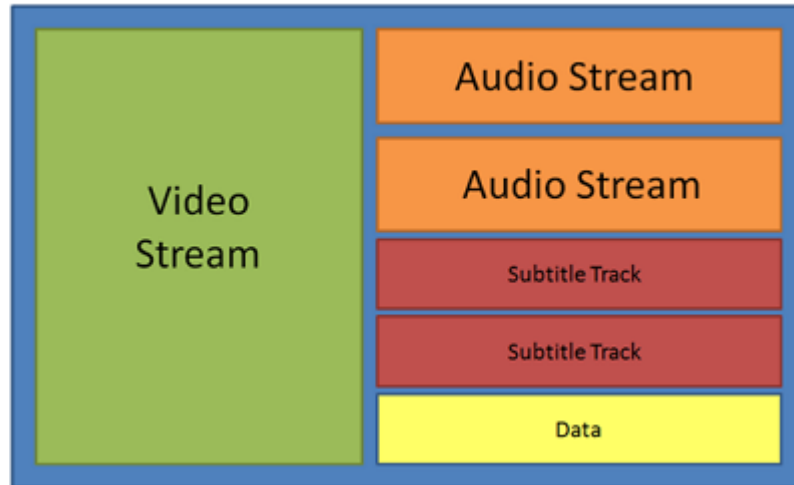 Video
Stream
Audio Stream
Audio Stream
Subtitle Track
Subtitle Track
Data